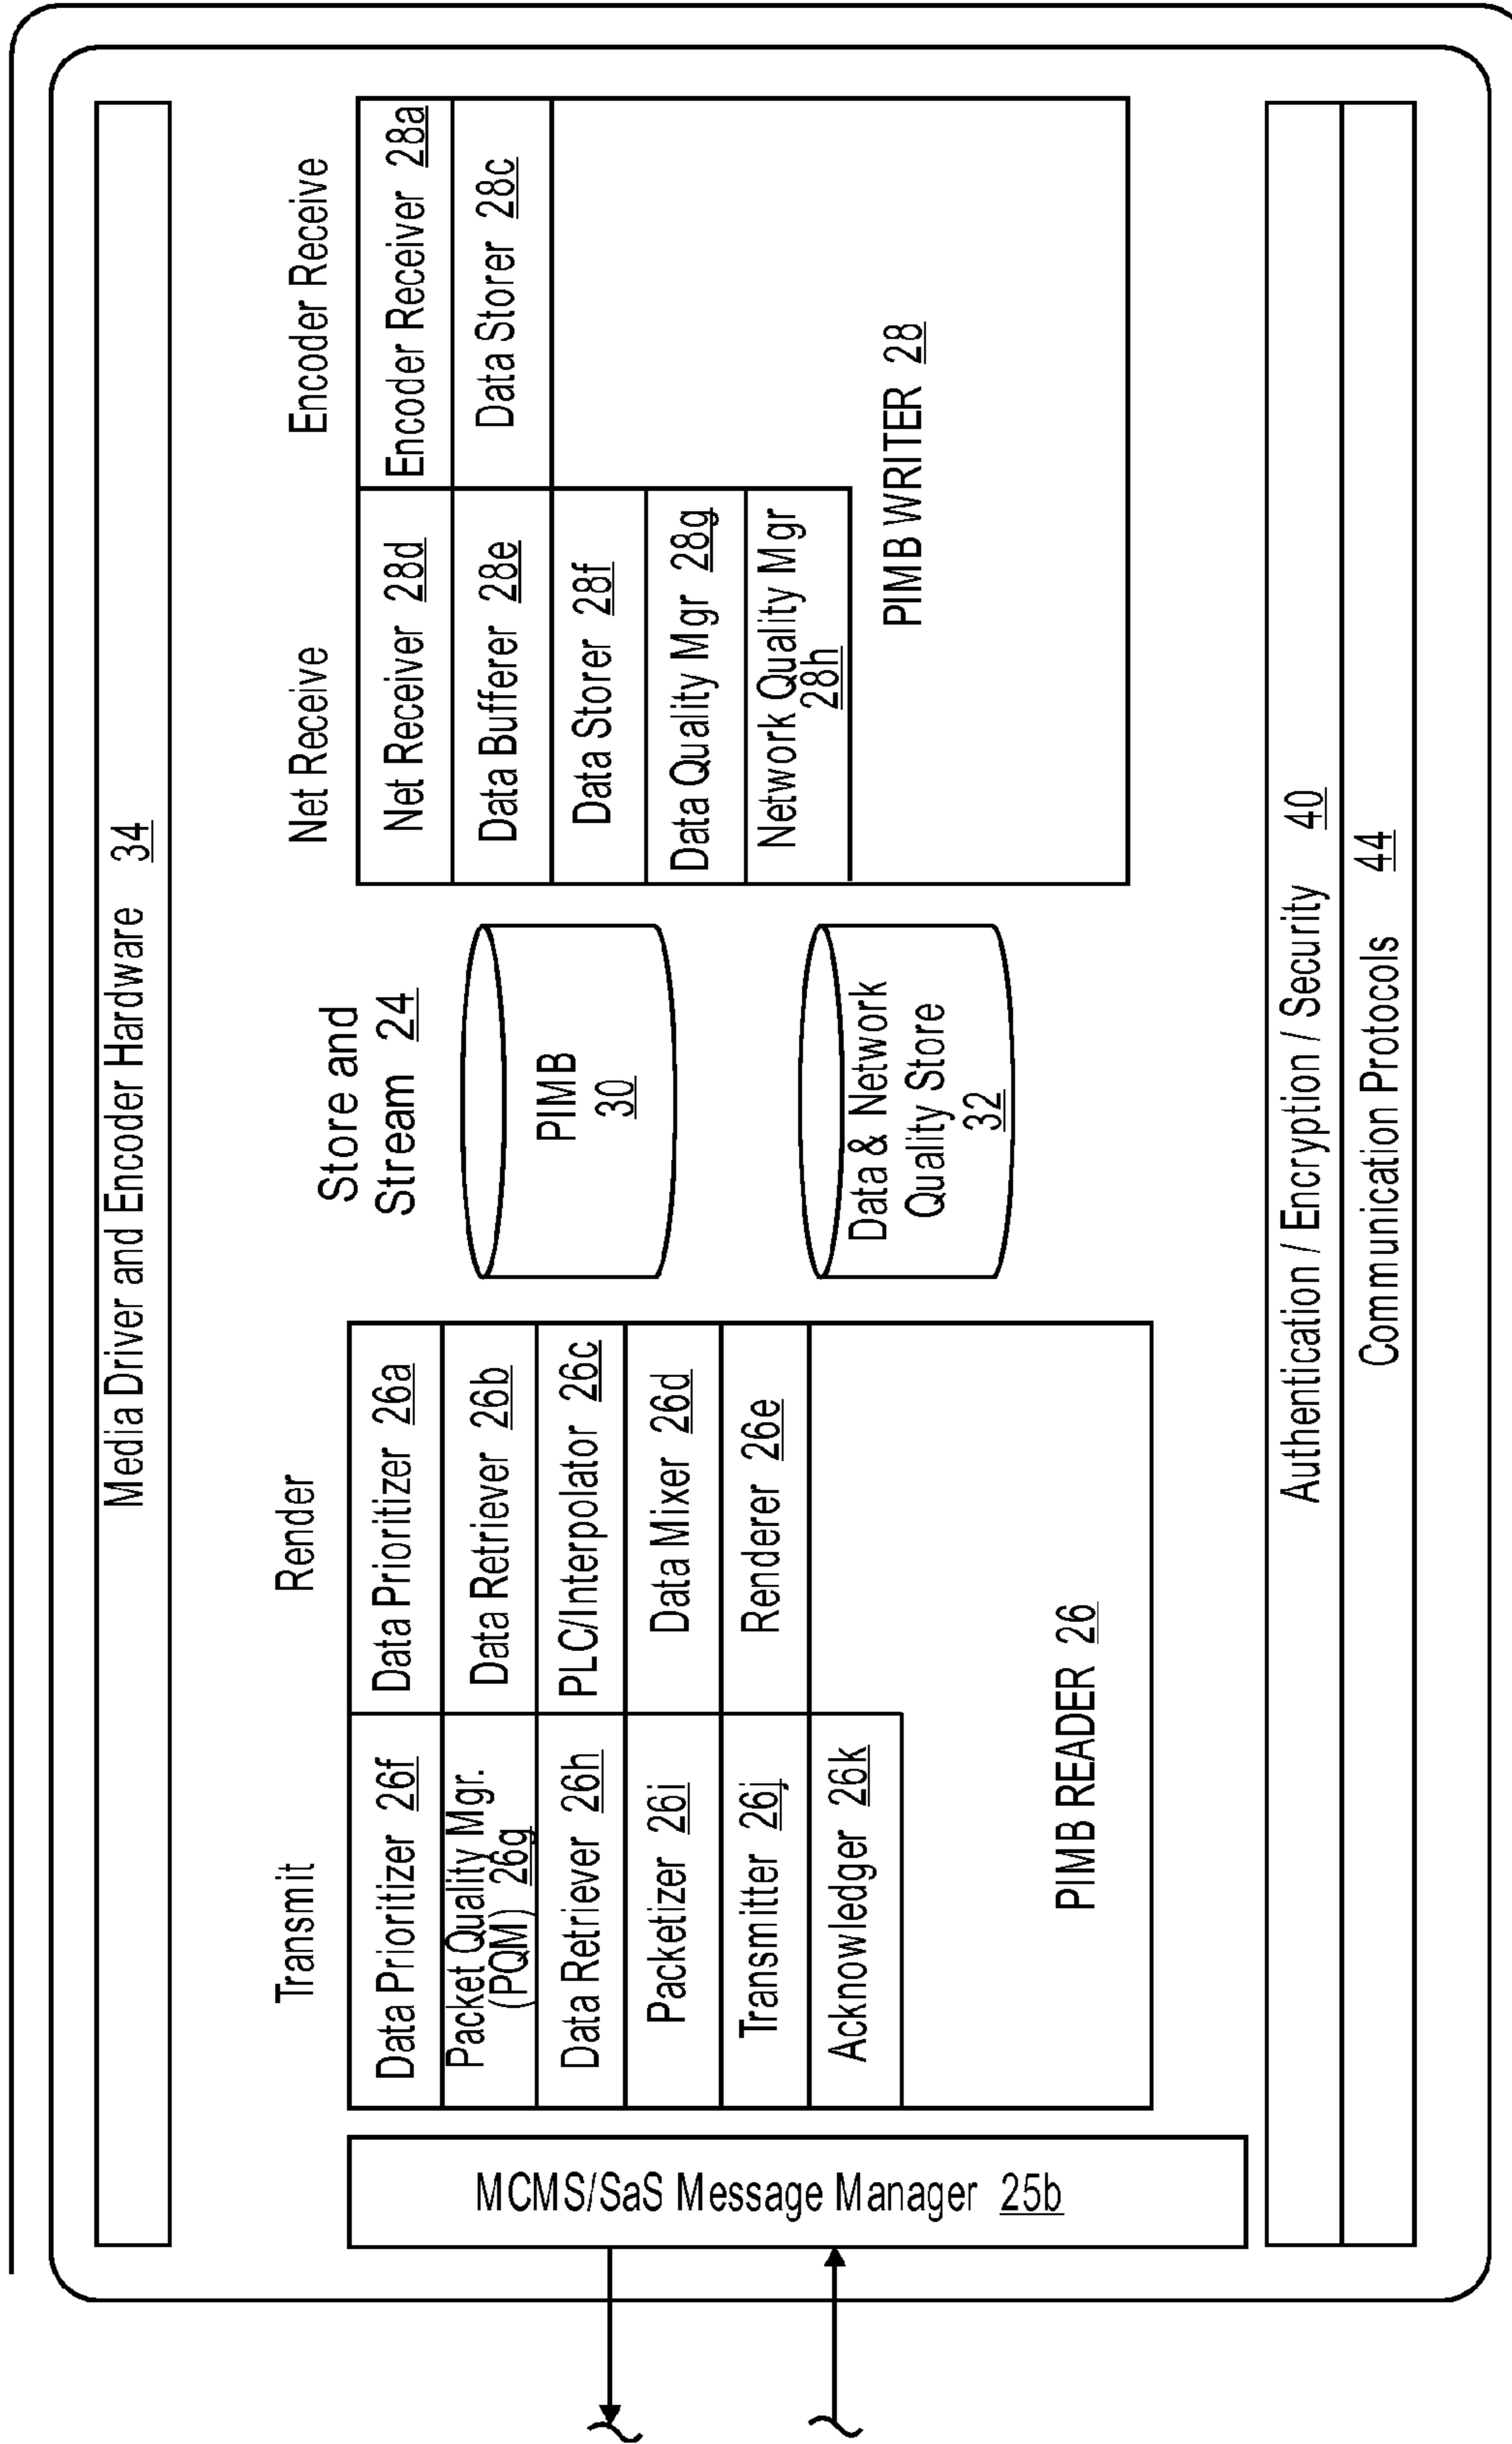 Media Driver and Encoder Hardware 34
Transmit
Render
Store and
Stream 24
Net Receive
Encoder Receive
MCMS/SaS Message Manager 25b
Data Prioritizer 26f
Packet Quality Mgr.
(PQM) 26g
Data Retriever 26h
Packetizer 26i
Transmitter 26j
Acknowledger 26k
Data Prioritizer 26a
Data Retriever 26b
PLC/Interpolator 26c
Data Mixer 26d
Renderer 26e
PIMB READER 26
PIMB
30
Data & Network
Quality Store
32
Net Receiver 28d
Data Bufferer 28e
Data Storer 28f
Data Quality Mgr 28g
Network Quality Mgr
28h
Encoder Receiver 28a
Data Storer 28c
PIMB WRITER 28
Authentication / Encryption / Security 40
Communication Protocols 44